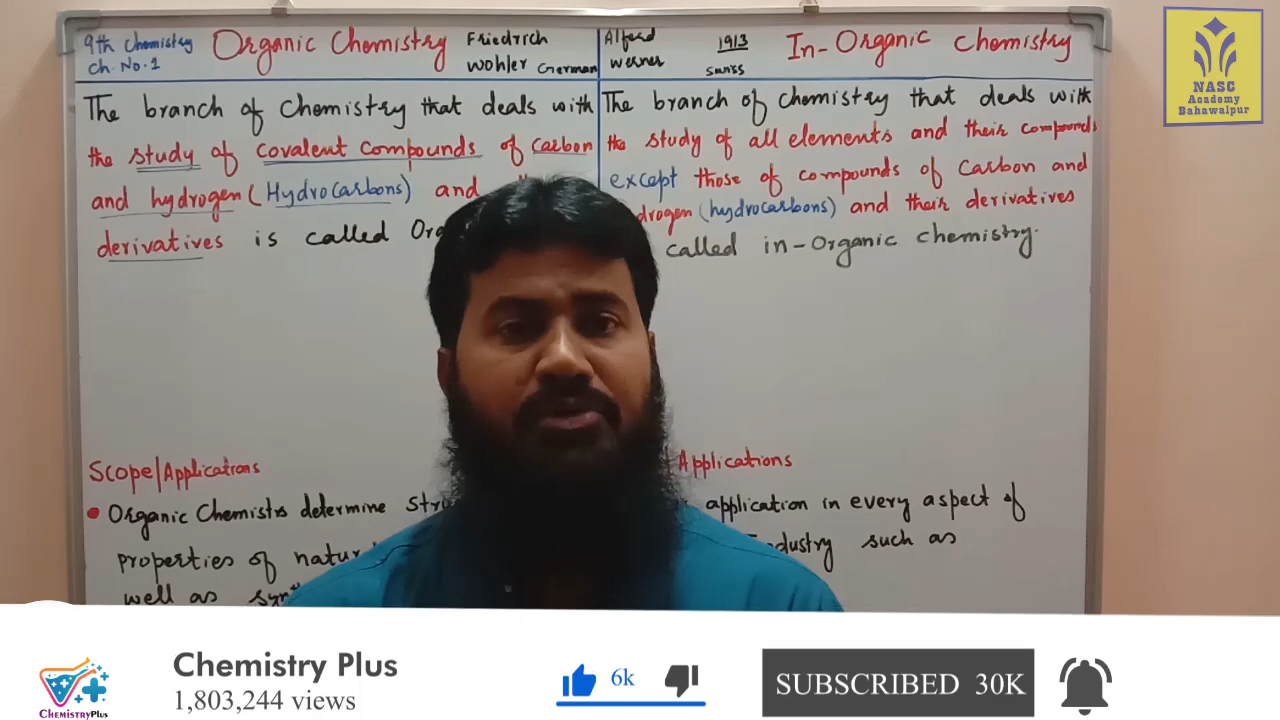 9th Chemistry
Ch. No. 1
Organic Chemistry
Friedrich
Wohler German
The branch of Chemistry that deals with
the study of covalent compounds of carbon
and hydrogen (Hydrocarbons) and
derivatives is called
Scope/Applications
• Organic Chemists determine
properties of
well as
Alferd
Werner
1913
Swiss
In-Organic Chemistry
The branch of Chemistry that deals with
the study of all elements and their compounds
except those of compounds of Carbon and
(hydrocarbons) and their derivatives
called in-Organic chemistry.
Applications
application in every aspect of
such as
NASC
Academy
Bahawalpur
Chemistry Plus
1,803,244 views
ChemistryPlus
6k
SUBSCRIBED 30K